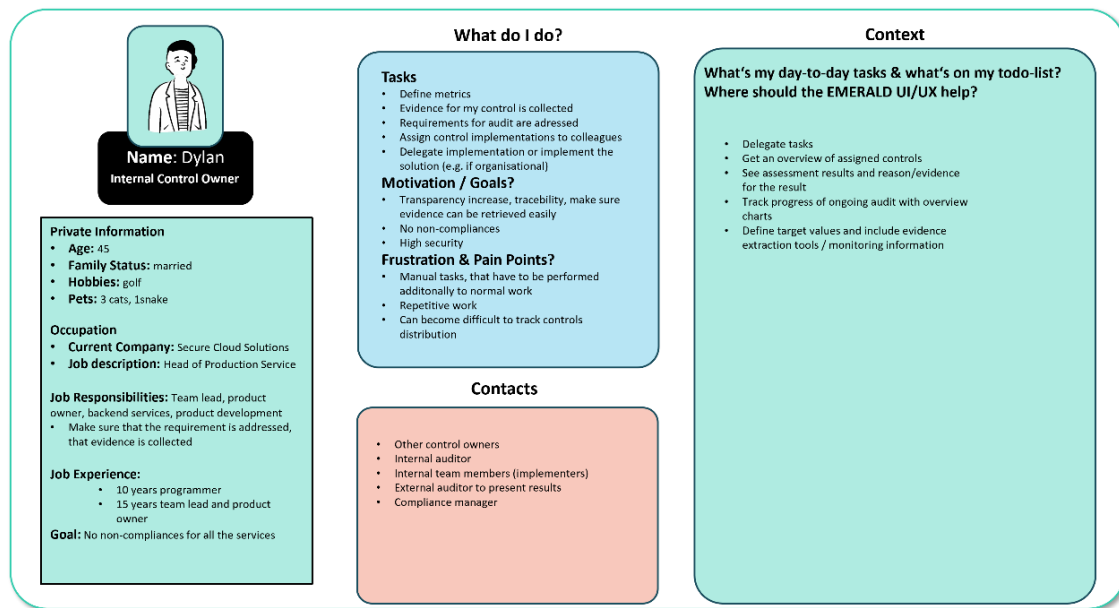 Name: Dylan
Internal Control Owner
Private Information
• Age: 45
• Family Status: married
• Hobbies: golf
• Pets: 3 cats, 1snake
Occupation
• Current Company: Secure Cloud Solutions
• Job description: Head of Production Service
Job Responsibilities: Team lead, product
owner, backend services, product development
• Make sure that the requirement is addressed,
that evidence is collected
Job Experience:
• 10 years programmer
• 15 years team lead and product
owner
Goal: No non-compliances for all the services
What do I do?
Tasks
• Define metrics
• Evidence for my control is collected
• Requirements for audit are adressed
• Assign control implementations to colleagues
• Delegate implementation or implement the
solution (e.g. if organisational)
Motivation / Goals?
• Transparency increase, tracebility, make sure
evidence can be retrieved easily
• No non-compliances
• High security
Frustration & Pain Points?
• Manual tasks, that have to be performed
additonally to normal work
• Repetitive work
• Can become difficult to track controls
distribution
Contacts
• Other control owners
• Internal auditor
• Internal team members (implementers)
• External auditor to present results
• Compliance manager
Context
What's my day-to-day tasks & what's on my todo-list?
Where should the EMERALD UI/UX help?
• Delegate tasks
• Get an overview of assigned controls
• See assessment results and reason/evidence
for the result
• Track progress of ongoing audit with overview
charts
• Define target values and include evidence
extraction tools / monitoring information